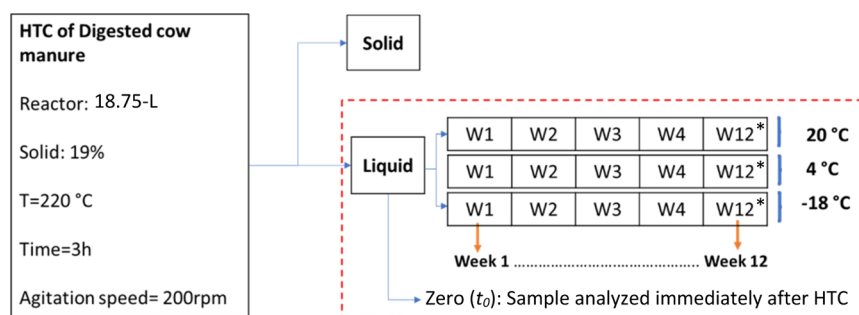 HTC of Digested cow
manure
Reactor: 18.75-L
Solid: 19%
T=220 °C
Time=3h
Agitation speed= 200rpm
Solid
Liquid
W1 W2 W3 W4 W12* 20 °C
W1 W2 W3 W4 W12* 4 °C
W1 W2 W3 W4 W12* -18 °C
Week 1 ................................................ Week 12
Zero (t0): Sample analyzed immediately after HTC